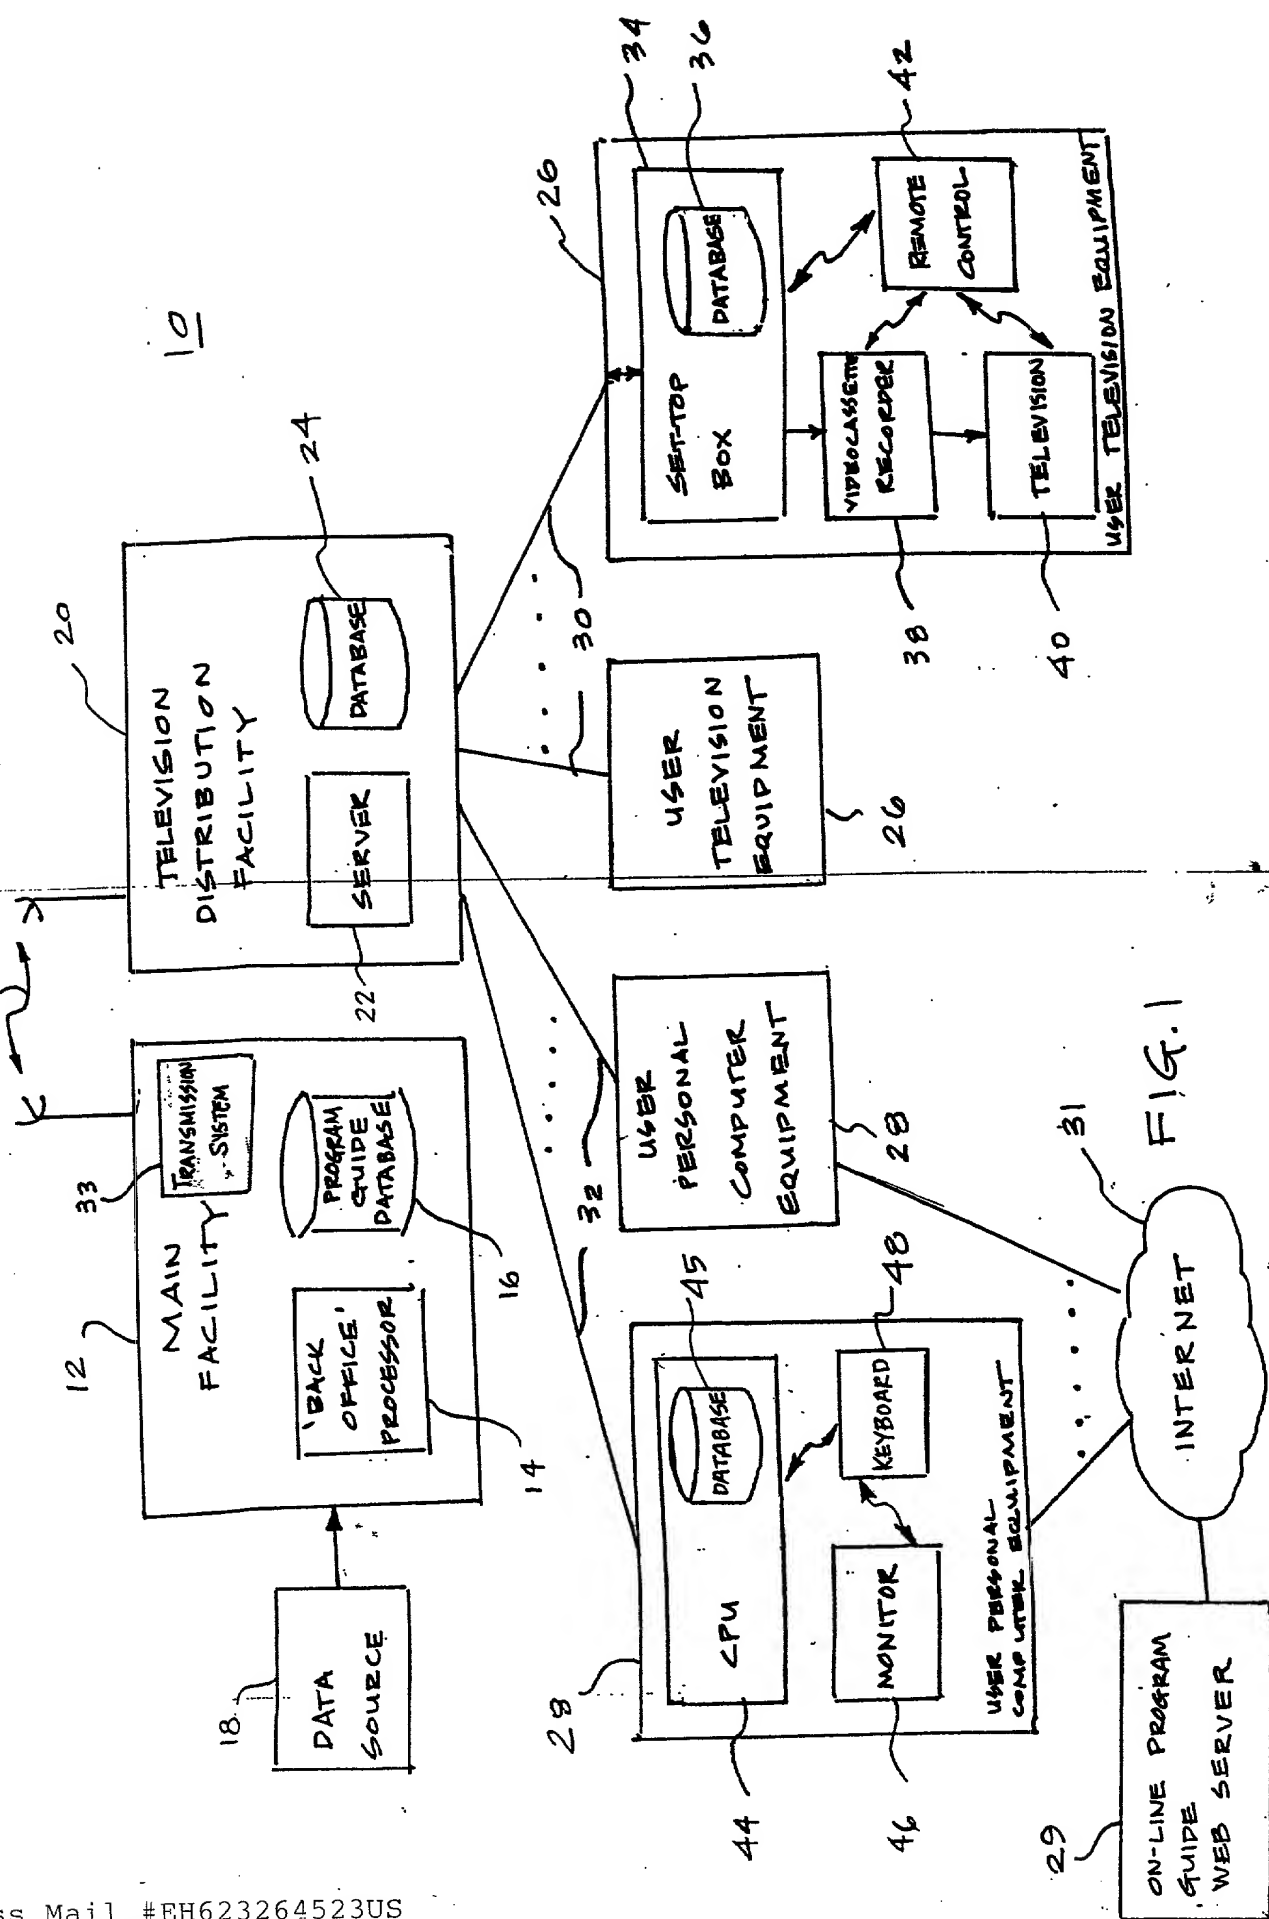 10
12
MAIN
FACILITY
33
TRANSMISSION
SYSTEM
'BACK
OFFICE'
PROCESSOR
14
PROGRAM
GUIDE
DATABASE
16
18
DATA
SOURCE
20
TELEVISION
DISTRIBUTION
FACILITY
SERVER
22
DATABASE
24
32
30
28
CPU
44
DATABASE
45
MONITOR
46
KEYBOARD
48
USER PERSONAL
COMPUTER EQUIPMENT
USER
PERSONAL
COMPUTER
EQUIPMENT
28
USER
TELEVISION
EQUIPMENT
26
26
SET-TOP
BOX
34
DATABASE
36
VIDEOCASSETTE
RECORDER
38
TELEVISION
40
REMOTE
CONTROL
42
USER TELEVISION EQUIPMENT
29
ON-LINE PROGRAM
GUIDE
WEB SERVER
INTERNET
31
FIG. 1
ss Mail #EH623264523US